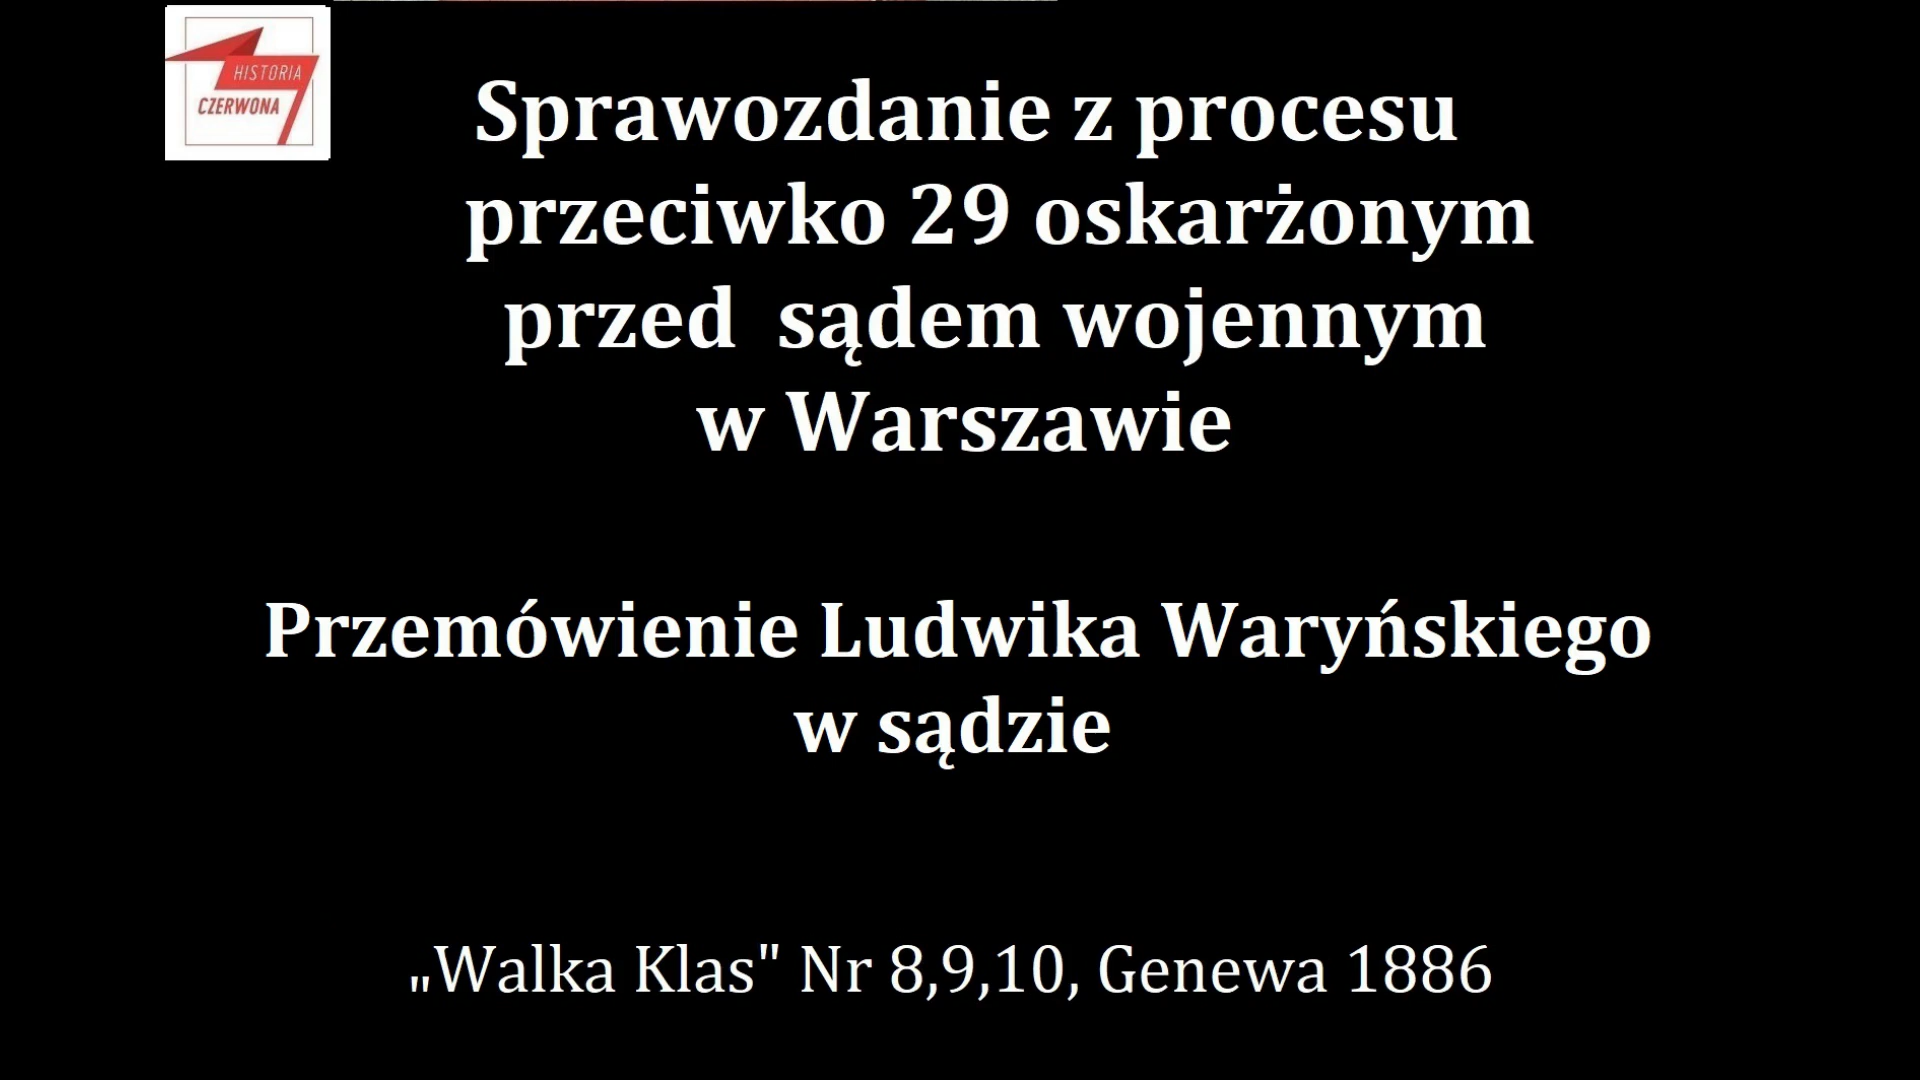 HISTORIA
CZERWONA
Sprawozdanie z procesu
przeciwko 29 oskarżonym
przed sądem wojennym
w Warszawie
Przemówienie Ludwika Waryńskiego
w sądzie
„Walka Klas" Nr 8,9,10, Genewa 1886